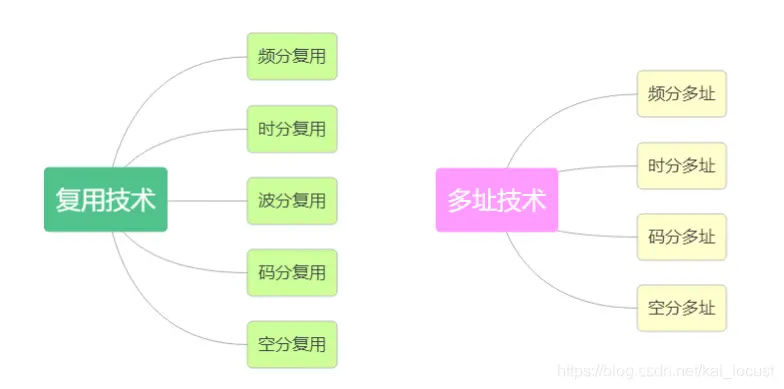 复用技术
频分复用
时分复用
波分复用
码分复用
空分复用
多址技术
频分多址
时分多址
码分多址
空分多址
https://blog.csdn.net/kai_locust